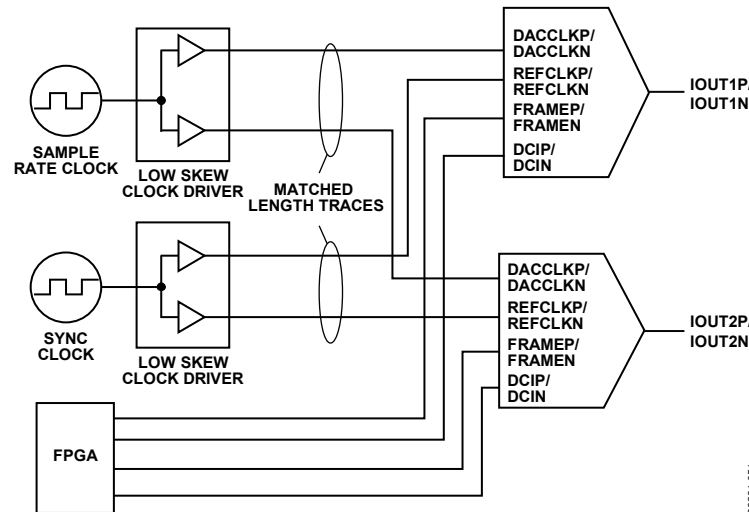 SAMPLE
RATE CLOCK
LOW SKEW
CLOCK DRIVER
MATCHED
LENGTH TRACES
DACCLKP/
DACCLKN
REFCLKP/
REFCLKN
FRAMEP/
FRAMEN
DCIP/
DCIN
IOUT1P/
IOUT1N
SYNC
CLOCK
LOW SKEW
CLOCK DRIVER
DACCLKP/
DACCLKN
REFCLKP/
REFCLKN
FRAMEP/
FRAMEN
DCIP/
DCIN
IOUT2P/
IOUT2N
FPGA